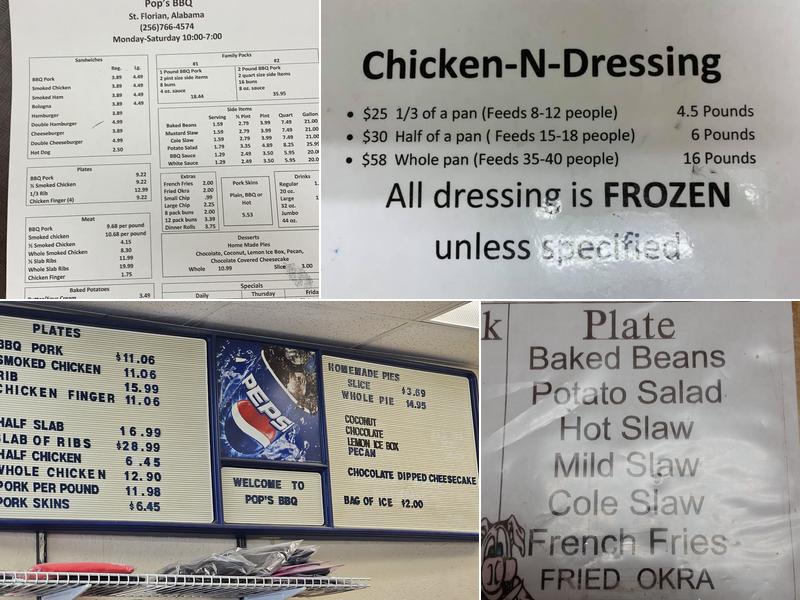 Pop's BBQ
St. Florian, Alabama
(256)766-4574
Monday-Saturday 10:00-7:00
Sandwiches
Reg. Lg.
BBQ Pork 3.89 4.49
Smoked Chicken 3.89 4.49
Smoked Ham 3.89 4.49
Bologna 3.89 4.49
Hamburger 3.89
Double Hamburger 4.99
Cheeseburger 3.89
Double Cheeseburger 4.99
Hot Dog 2.50
Plates
BBQ Pork 9.22
¼ Smoked Chicken 9.22
1/3 Rib 12.99
Chicken Finger (4) 9.22
Meat
BBQ Pork 9.68 per pound
Smoked chicken 10.68 per pound
½ Smoked Chicken 4.15
Whole Smoked Chicken 8.30
½ Slab Ribs 11.99
Whole Slab Ribs 19.99
Chicken Finger 1.75
Baked Potatoes
3.49
Family Packs
#1 #2
1 Pound BBQ Pork 2 Pound BBQ Pork
2 pint size side items 2 quart size side items
8 buns 16 buns
4 oz. sauce 8 oz. sauce
18.44 35.95
Side Items
Serving ½ Pint Pint Quart Gallon
Baked Beans 1.59 2.79 3.99 7.49 21.00
Mustard Slaw 1.59 2.79 3.99 7.49 21.00
Cole Slaw 1.59 2.79 3.99 7.49 21.00
Potato Salad 1.79 3.35 4.89 8.25 25.9
BBQ Sauce 1.29 2.49 3.50 5.95 20.0
White Sauce 1.29 2.49 3.50 5.95 20.0
Extras
French Fries 2.00
Fried Okra 2.00
Small Chip .99
Large Chip 2.25
8 pack buns 2.00
12 pack buns 3.39
Dinner Rolls 3.75
Pork Skins
Plain, BBQ or
Hot
5.53
Drinks
Regular 1.
20 oz.
Large
32 oz.
Jumbo
44 oz.
Desserts
Home Made Pies
Chocolate, Coconut, Lemon Ice Box, Pecan,
Chocolate Covered Cheesecake
Whole 10.99 Slice 3.00
Specials
Daily Thursday Frida
Chicken-N-Dressing
• $25 1/3 of a pan (Feeds 8-12 people) 4.5 Pounds
• $30 Half of a pan ( Feeds 15-18 people) 6 Pounds
• $58 Whole pan (Feeds 35-40 people) 16 Pounds
All dressing is FROZEN
unless specified
PLATES
BBQ PORK $11.06
SMOKED CHICKEN 11.06
RIB 15.99
CHICKEN FINGER 11.06
HALF SLAB 16.99
SLAB OF RIBS $28.99
HALF CHICKEN 6.45
WHOLE CHICKEN 12.90
PORK PER POUND 11.98
PORK SKINS $6.45
PEPSI
WELCOME TO
POP'S BBQ
HOMEMADE PIES
SLICE $3.69
WHOLE PIE 14.95
COCONUT
CHOCOLATE
LEMON ICE BOX
PECAN
CHOCOLATE DIPPED CHEESECAKE
BAG OF ICE $2.00
k
Plate
Baked Beans
Potato Salad
Hot Slaw
Mild Slaw
Cole Slaw
French Fries
FRIED OKRA